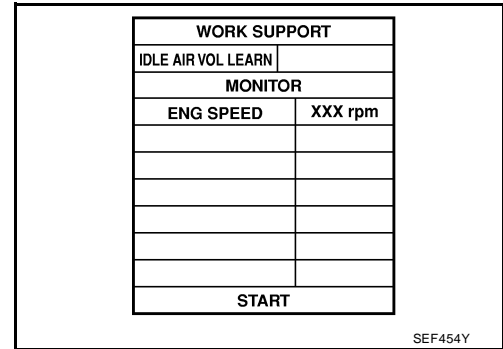 WORK SUPPORT
IDLE AIR VOL LEARN
MONITOR
ENG SPEED XXX rpm
START
SEF454Y